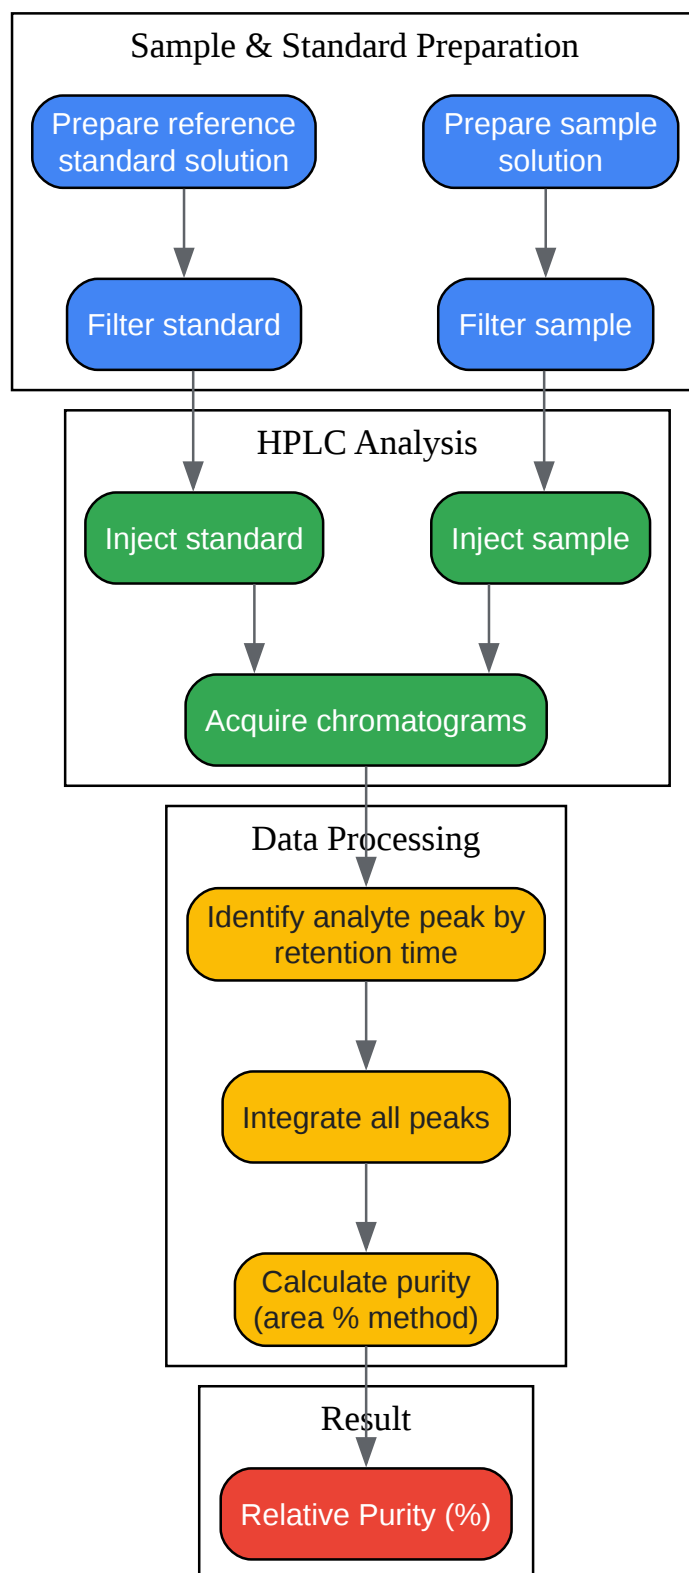 Sample & Standard Preparation
Prepare reference
standard solution
Prepare sample
solution
Filter standard
Filter sample
HPLC Analysis
Inject standard
Inject sample
Acquire chromatograms
Data Processing
Identify analyte peak by
retention time
Integrate all peaks
Calculate purity
(area % method)
Result
Relative Purity (%)